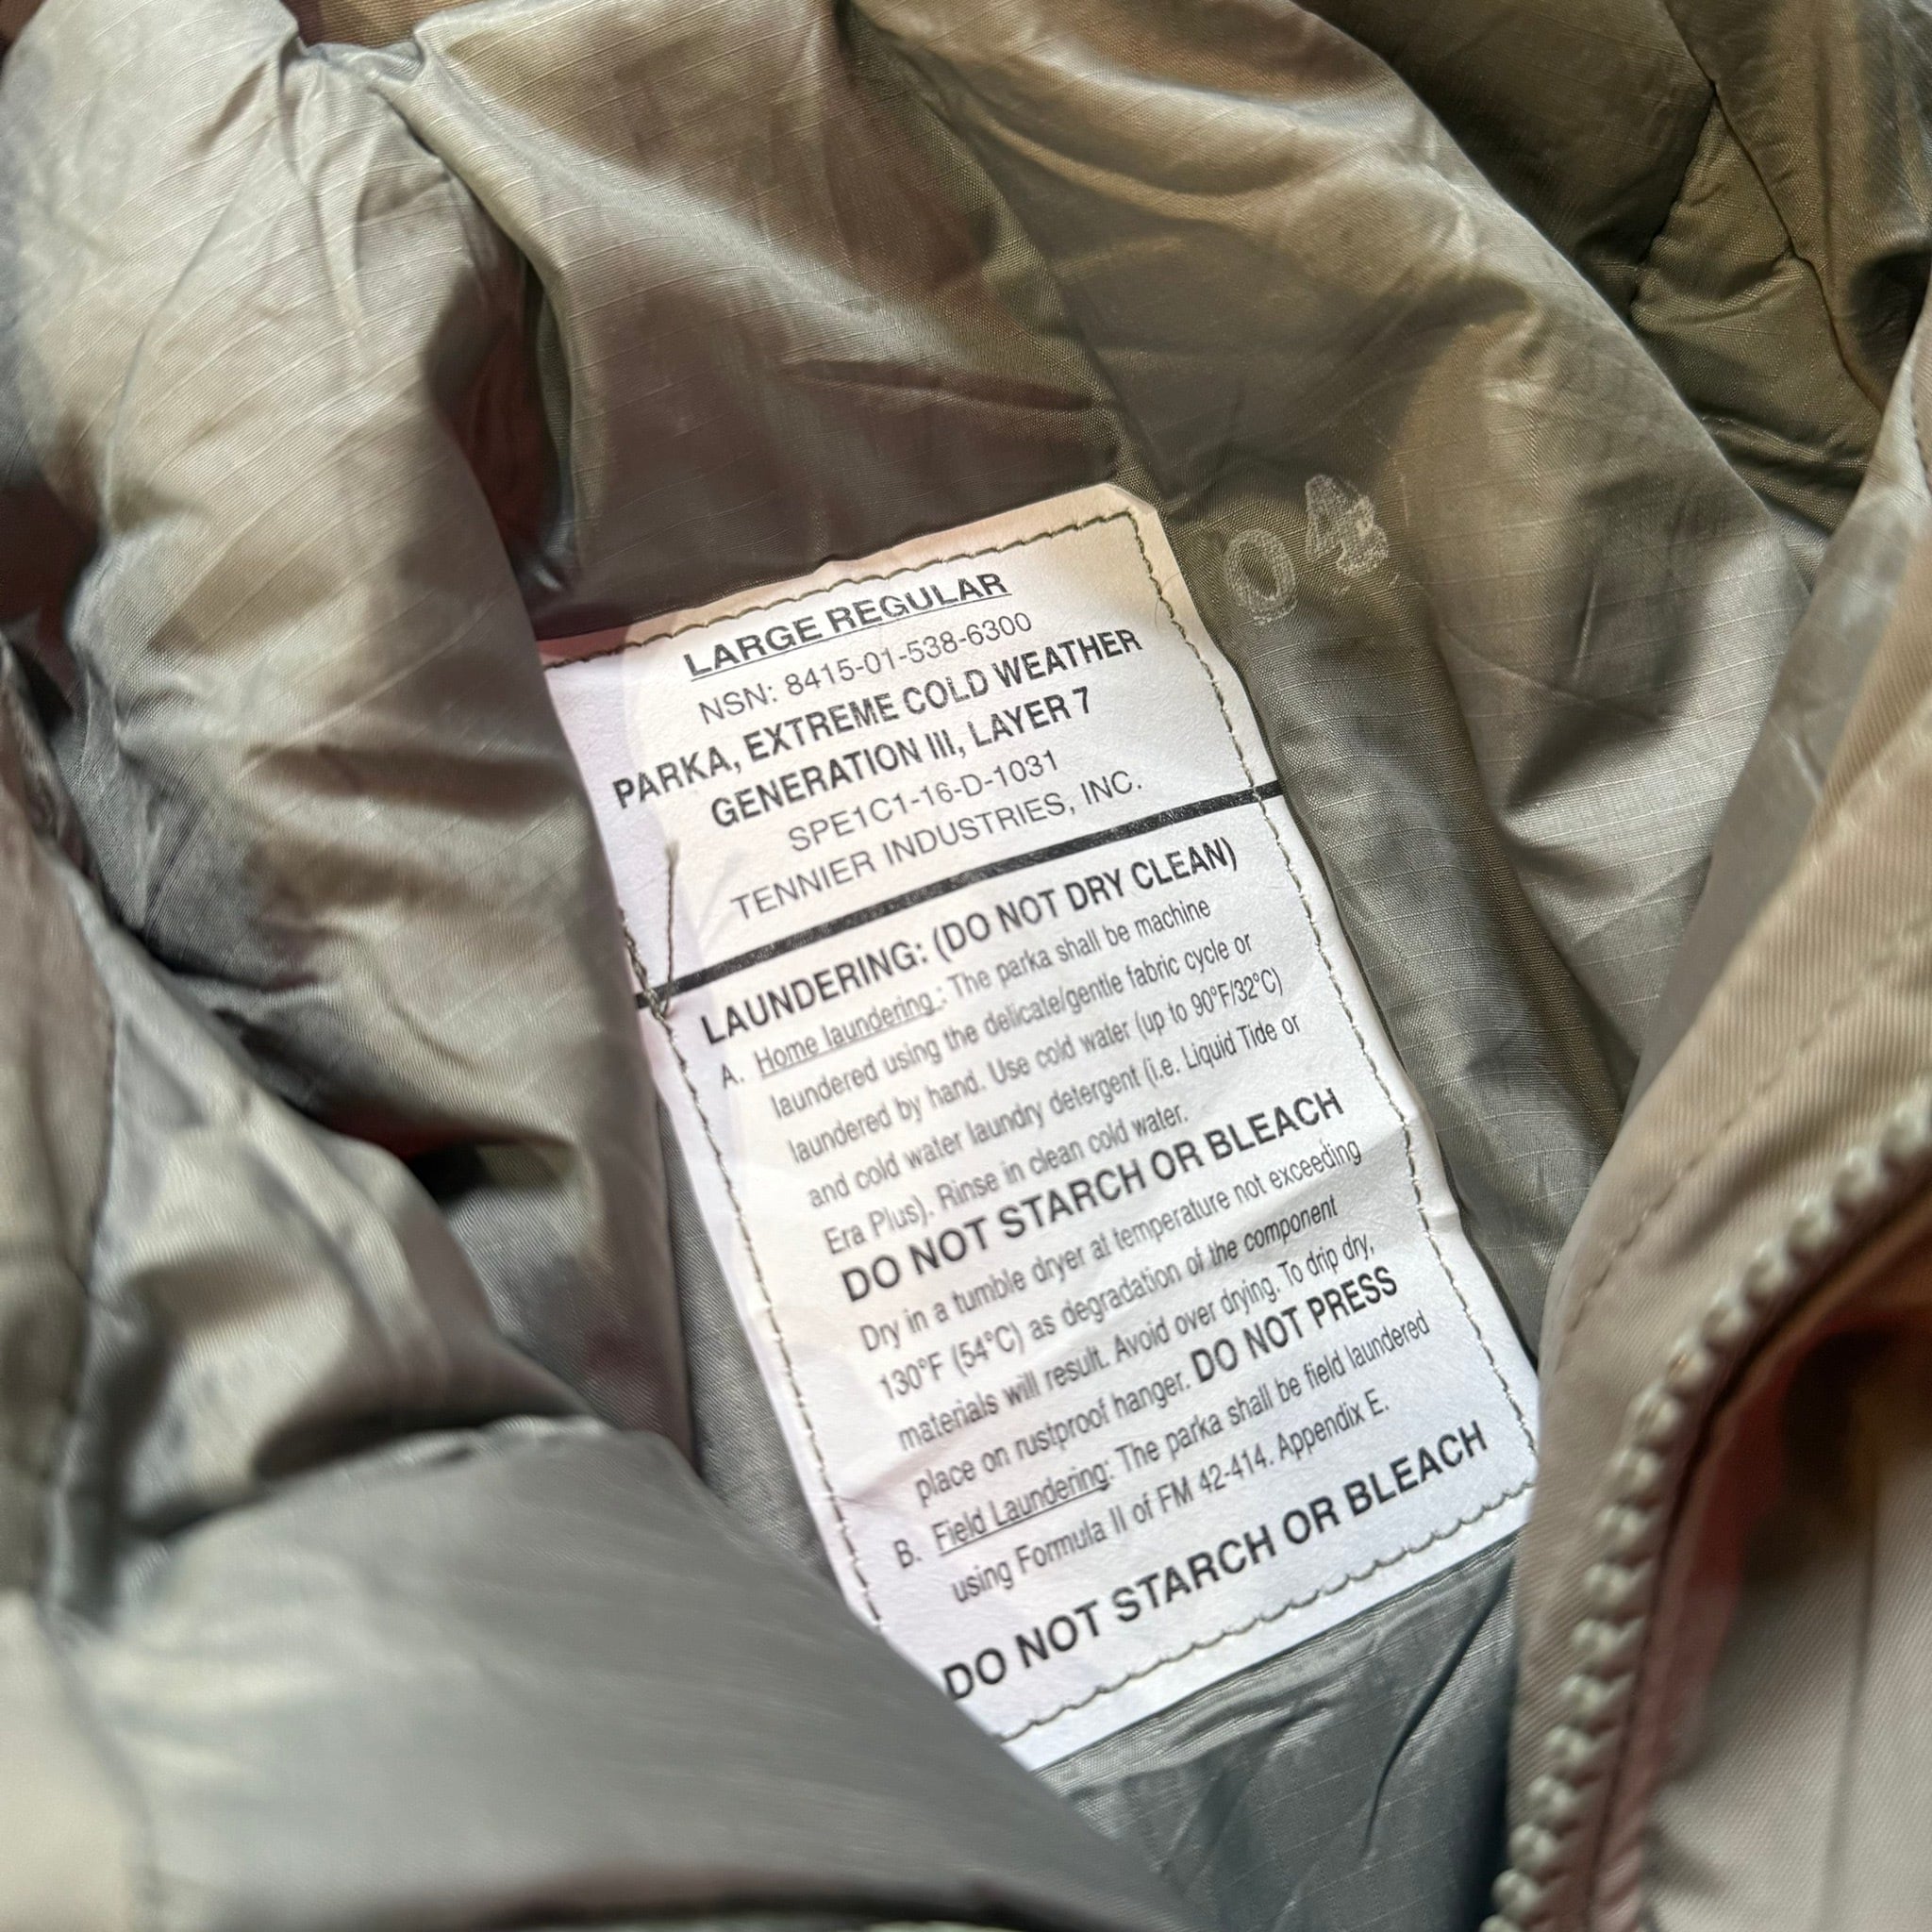 04
LARGE REGULAR
NSN: 8415-01-538-6300
PARKA, EXTREME COLD WEATHER
GENERATION III, LAYER 7
SPE1C1-16-D-1031
TENNIER INDUSTRIES, INC.
LAUNDERING: (DO NOT DRY CLEAN)
A. Home laundering.: The parka shall be machine
laundered using the delicate/gentle fabric cycle or
laundered by hand. Use cold water (up to 90°F/32°C)
and cold water laundry detergent (i.e. Liquid Tide or
Era Plus). Rinse in clean cold water.
DO NOT STARCH OR BLEACH
Dry in a tumble dryer at temperature not exceeding
130°F (54°C) as degradation of the component
materials will result. Avoid over drying. To drip dry,
place on rustproof hanger. DO NOT PRESS
B. Field Laundering: The parka shall be field laundered
using Formula II of FM 42-414. Appendix E.
DO NOT STARCH OR BLEACH